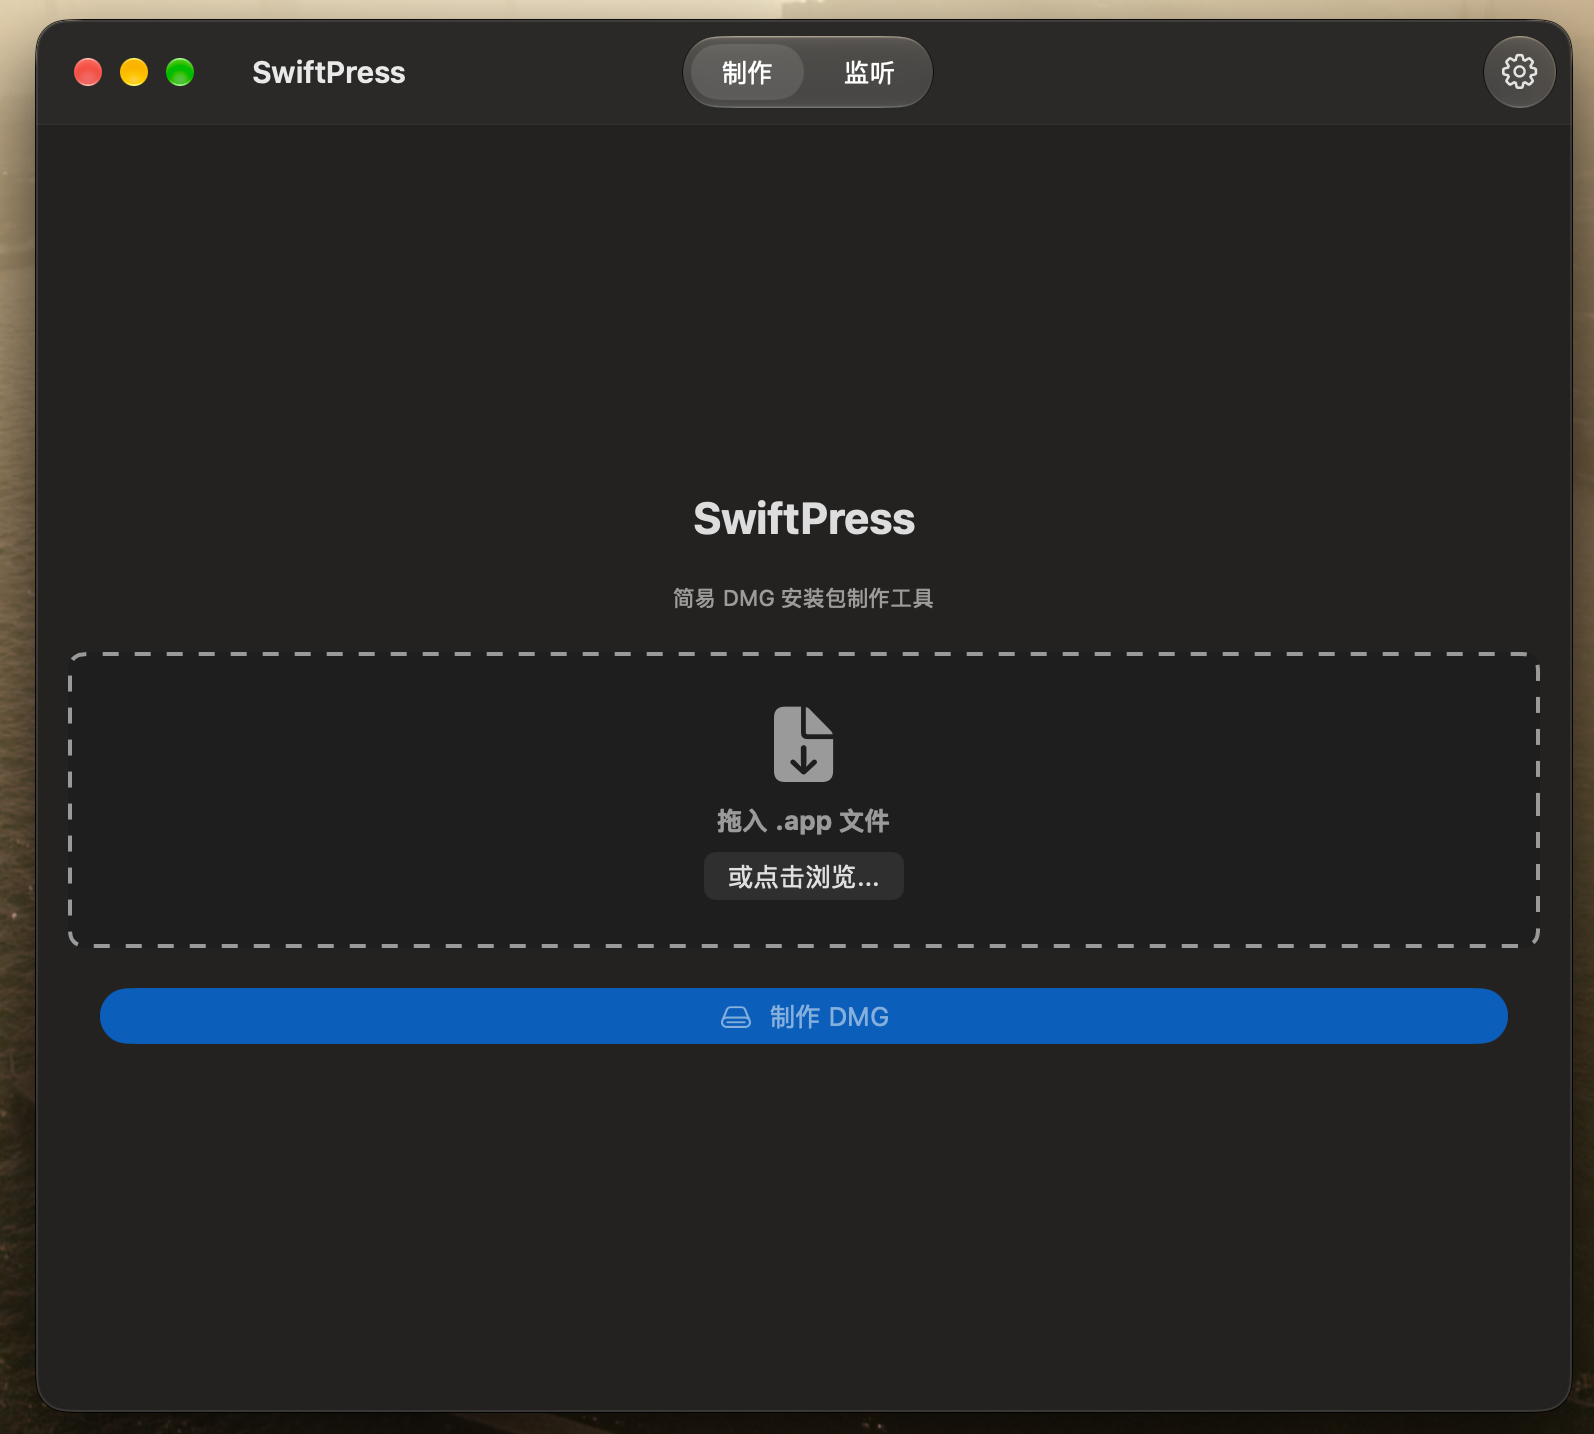 SwiftPress
制作
监听
SwiftPress
简易 DMG 安装包制作工具
拖入 .app 文件
或点击浏览...
制作 DMG